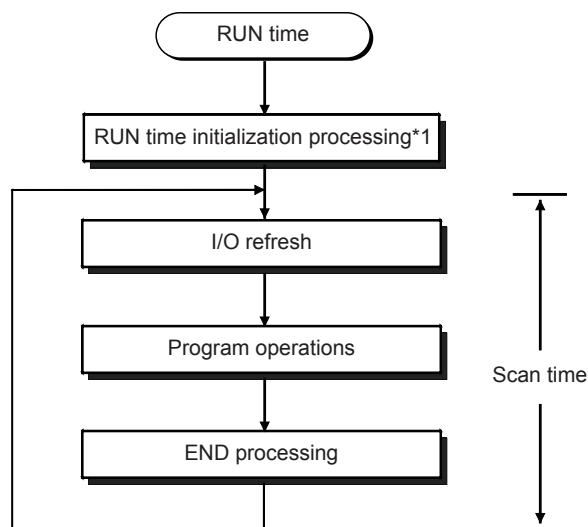 RUN time
RUN time initialization processing*1
I/O refresh
Program operations
Scan time
END processing